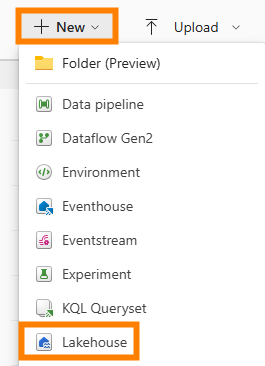 New Upload
Folder (Preview)
Data pipeline
Dataflow Gen2
Environment
Eventhouse
Eventstream
Experiment
KQL Queryset
Lakehouse